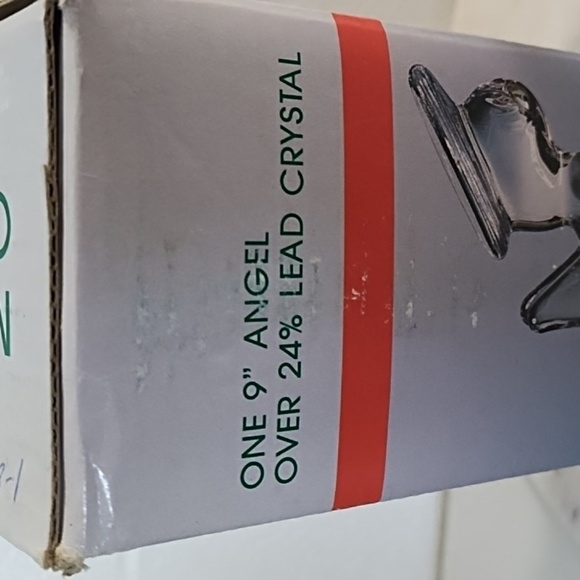 ONE 9" ANGEL
OVER 24% LEAD CRYSTAL